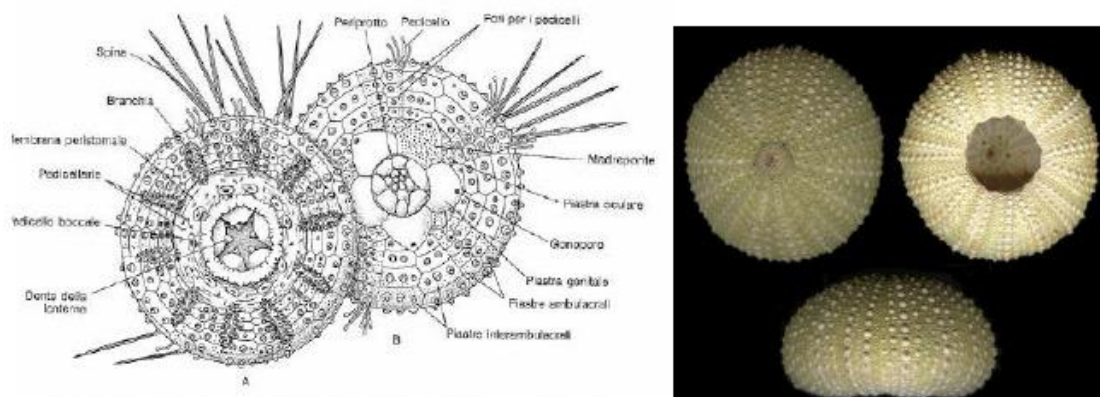 Periprotto
Pedicello
Fori per i pedicelli
Spine
Branchia
membrana peristomale
Pedicellarie
Pedicello boccale
Dente della
lanterna
Madreporite
Piastra oculare
Gonoporo
Piastra genitale
Piastre ambulacrali
Piastre interambulacrali
A
B